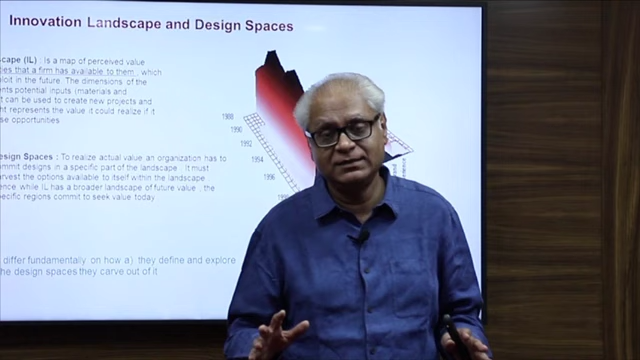 Innovation Landscape and Design Spaces
scape (IL) : Is a map of perceived value
ties that a firm has available to them , which
loit in the future. The dimensions of the
ents potential inputs (materials and
t can be used to create new projects and
ht represents the value it could realize if it
se opportunities
1988
1990
1992
1994
1996
esign Spaces : To realize actual value an organization has to
ommit designs in a specific part of the landscape . It must
arvest the options available to itself within the landscape
ence, while IL has a broader landscape of future value , the
pecific regions commit to seek value today
differ fundamentally on how a) they define and explore
he design spaces they carve out of it